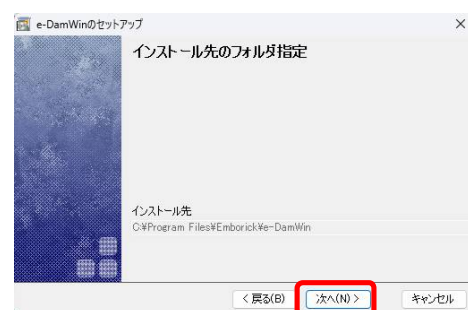 e-DamWinのセットアップ
インストール先のフォルダ指定
インストール先
C:¥Program Files¥Emborick¥e-DamWin
< 戻る(B)
次へ(N) >
キャンセル